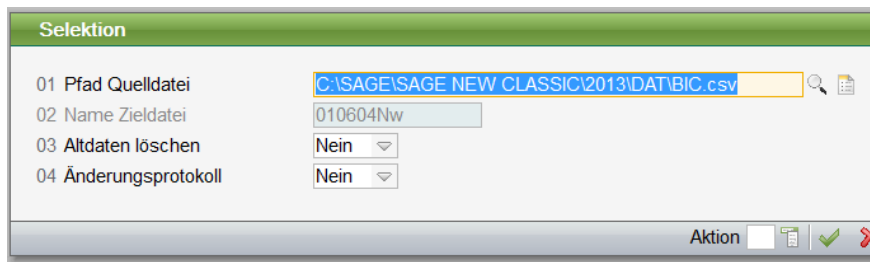 Selektion
01 Pfad Quelldatei C:\SAGE\SAGE NEW CLASSIC\2013\DAT\BIC.csv
02 Name Zieldatei 010604Nw
03 Altdaten löschen Nein
04 Änderungsprotokoll Nein
Aktion